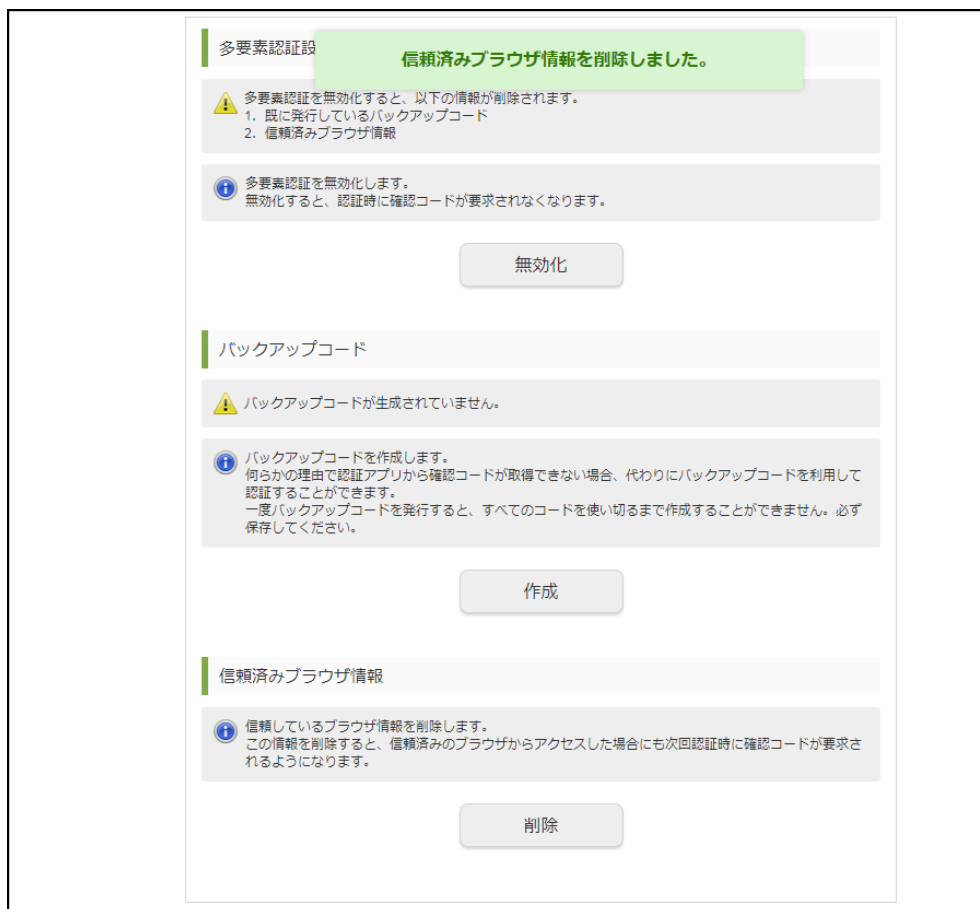 多要素認証設
信頼済みブラウザ情報を削除しました。
多要素認証を無効化すると、以下の情報が削除されます。
1. 既に発行しているバックアップコード
2. 信頼済みブラウザ情報
多要素認証を無効化します。
無効化すると、認証時に確認コードが要求されなくなります。
無効化
バックアップコード
バックアップコードが生成されていません。
バックアップコードを作成します。
何らかの理由で認証アプリから確認コードが取得できない場合、代わりにバックアップコードを利用して
認証することができます。
一度バックアップコードを発行すると、すべてのコードを使い切るまで作成することができません。必ず
保存してください。
作成
信頼済みブラウザ情報
信頼しているブラウザ情報を削除します。
この情報を削除すると、信頼済みのブラウザからアクセスした場合にも次回認証時に確認コードが要求さ
れるようになります。
削除